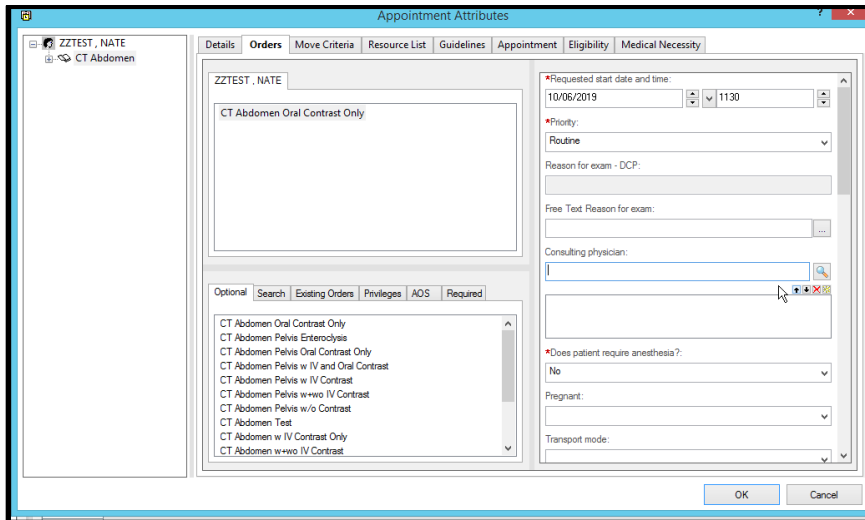 Appointment Attributes
?
ZZTEST , NATE
CT Abdomen
Details Orders Move Criteria Resource List Guidelines Appointment Eligibility Medical Necessity
ZZTEST , NATE
CT Abdomen Oral Contrast Only
Optional Search Existing Orders Privileges AOS Required
CT Abdomen Oral Contrast Only
CT Abdomen Pelvis Enteroclysis
CT Abdomen Pelvis Oral Contrast Only
CT Abdomen Pelvis w IV and Oral Contrast
CT Abdomen Pelvis w IV Contrast
CT Abdomen Pelvis w+wo IV Contrast
CT Abdomen Pelvis w/o Contrast
CT Abdomen Test
CT Abdomen w IV Contrast Only
CT Abdomen w+wo IV Contrast
*Requested start date and time:
10/06/2019 1130
*Priority:
Routine
Reason for exam - DCP:
Free Text Reason for exam:
...
Consulting physician:
*Does patient require anesthesia?:
No
Pregnant:
Transport mode:
OK Cancel